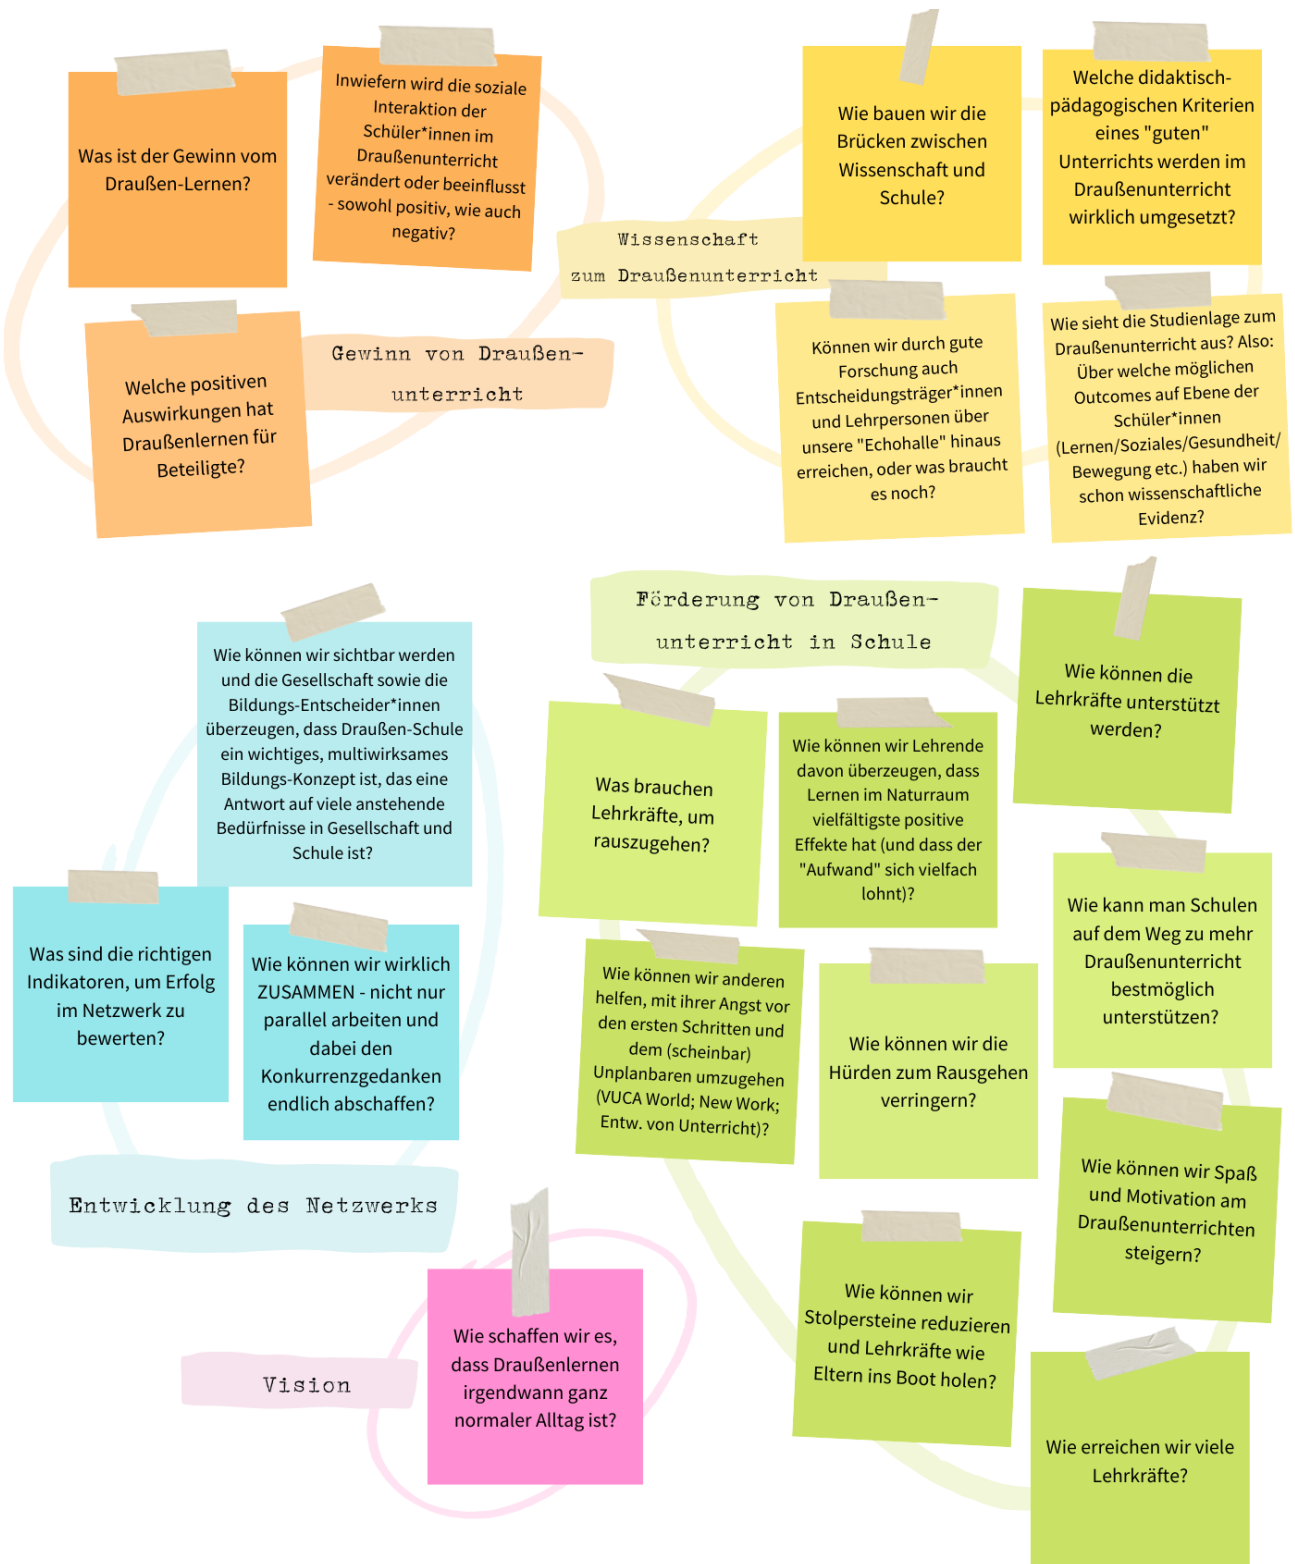 Was ist der Gewinn vom
Draußen-Lernen?
Inwiefern wird die soziale
Interaktion der
Schüler*innen im
Draußenunterricht
verändert oder beeinflusst
- sowohl positiv, wie auch
negativ?
Welche positiven
Auswirkungen hat
Draußenlernen für
Beteiligte?
Gewinn von Draußen-
unterricht
Wissenschaft
zum Draußenunterricht
Wie bauen wir die
Brücken zwischen
Wissenschaft und
Schule?
Welche didaktisch-
pädagogischen Kriterien
eines "guten"
Unterrichts werden im
Draußenunterricht
wirklich umgesetzt?
Können wir durch gute
Forschung auch
Entscheidungsträger*innen
und Lehrpersonen über
unsere "Echohalle" hinaus
erreichen, oder was braucht
es noch?
Wie sieht die Studienlage zum
Draußenunterricht aus? Also:
Über welche möglichen
Outcomes auf Ebene der
Schüler*innen
(Lernen/Soziales/Gesundheit/
Bewegung etc.) haben wir
schon wissenschaftliche
Evidenz?
Wie können wir sichtbar werden
und die Gesellschaft sowie die
Bildungs-Entscheider*innen
überzeugen, dass Draußen-Schule
ein wichtiges, multiwirksames
Bildungs-Konzept ist, das eine
Antwort auf viele anstehende
Bedürfnisse in Gesellschaft und
Schule ist?
Was sind die richtigen
Indikatoren, um Erfolg
im Netzwerk zu
bewerten?
Wie können wir wirklich
ZUSAMMEN - nicht nur
parallel arbeiten und
dabei den
Konkurrenzgedanken
endlich abschaffen?
Entwicklung des Netzwerks
Förderung von Draußen-
unterricht in Schule
Wie können die
Lehrkräfte unterstützt
werden?
Was brauchen
Lehrkräfte, um
rauszugehen?
Wie können wir Lehrende
davon überzeugen, dass
Lernen im Naturraum
vielfältigste positive
Effekte hat (und dass der
"Aufwand" sich vielfach
lohnt)?
Wie kann man Schulen
auf dem Weg zu mehr
Draußenunterricht
bestmöglich
unterstützen?
Wie können wir anderen
helfen, mit ihrer Angst vor
den ersten Schritten und
dem (scheinbar)
Unplanbaren umzugehen
(VUCA World; New Work;
Entw. von Unterricht)?
Wie können wir die
Hürden zum Rausgehen
verringern?
Wie können wir Spaß
und Motivation am
Draußenunterrichten
steigern?
Wie können wir
Stolpersteine reduzieren
und Lehrkräfte wie
Eltern ins Boot holen?
Wie erreichen wir viele
Lehrkräfte?
Vision
Wie schaffen wir es,
dass Draußenlernen
irgendwann ganz
normaler Alltag ist?